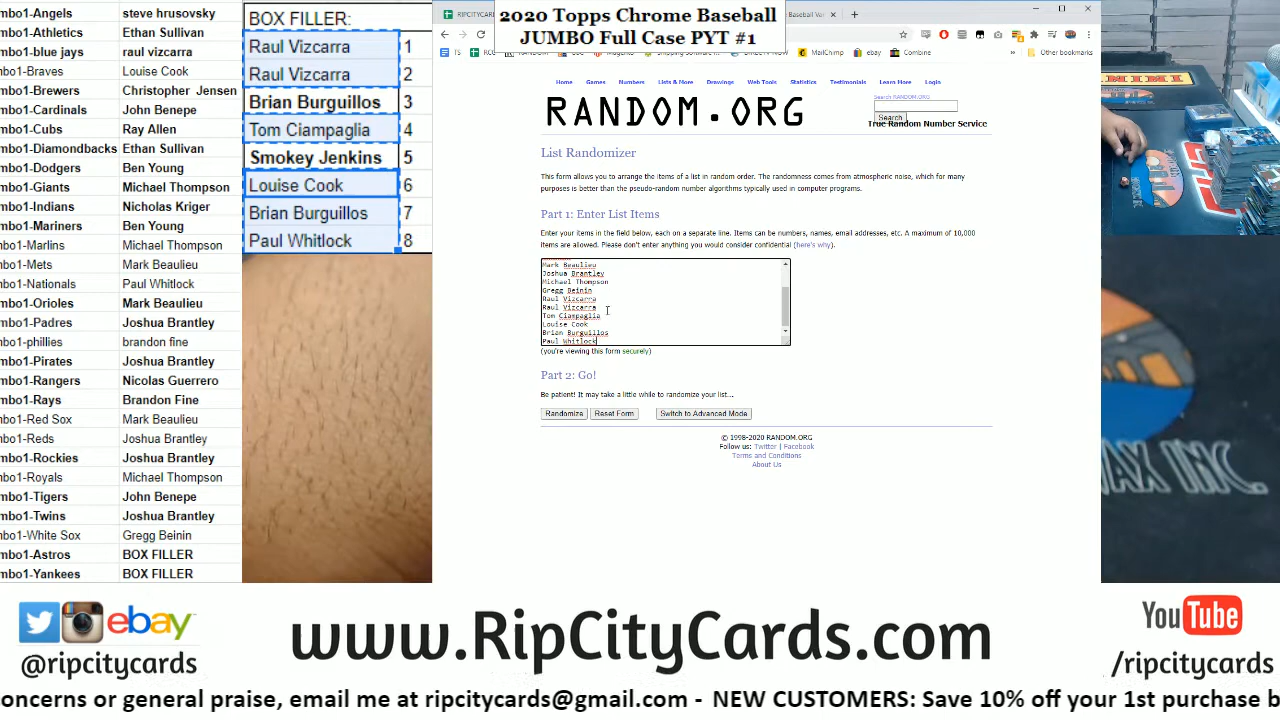 mbo1-Angels steve hrusovsky
mbo1-Athletics Ethan Sullivan
mbo1-blue jays raul vizcarra
mbo1-Braves Louise Cook
mbo1-Brewers Christopher Jensen
mbo1-Cardinals John Benepe
mbo1-Cubs Ray Allen
mbo1-Diamondbacks Ethan Sullivan
mbo1-Dodgers Ben Young
mbo1-Giants Michael Thompson
mbo1-Indians Nicholas Kriger
mbo1-Mariners Ben Young
mbo1-Marlins Michael Thompson
mbo1-Mets Mark Beaulieu
mbo1-Nationals Paul Whitlock
mbo1-Orioles Mark Beaulieu
mbo1-Padres Joshua Brantley
mbo1-phillies brandon fine
mbo1-Pirates Joshua Brantley
mbo1-Rangers Nicolas Guerrero
mbo1-Rays Brandon Fine
mbo1-Red Sox Mark Beaulieu
mbo1-Reds Joshua Brantley
mbo1-Rockies Joshua Brantley
mbo1-Royals Michael Thompson
mbo1-Tigers John Benepe
mbo1-Twins Joshua Brantley
mbo1-White Sox Gregg Beinin
mbo1-Astros BOX FILLER
mbo1-Yankees BOX FILLER
BOX FILLER:
Raul Vizcarra 1
Raul Vizcarra 2
Brian Burguillos 3
Tom Ciampaglia 4
Smokey Jenkins 5
Louise Cook 6
Brian Burguillos 7
Paul Whitlock 8
2020 Topps Chrome Baseball
JUMBO Full Case PYT #1
RIPCITYCARDS
Baseball Var
TS
MailChimp
ebay
Combine
Other bookmarks
Home Games Numbers Lists & More Drawings Web Tools Statistics Testimonials Learn More Login
RANDOM.ORG
Search RANDOM.ORG
Search
True Random Number Service
List Randomizer
This form allows you to arrange the items of a list in random order. The randomness comes from atmospheric noise, which for many
purposes is better than the pseudo-random number algorithms typically used in computer programs.
Part 1: Enter List Items
Enter your items in the field below, each on a separate line. Items can be numbers, names, email addresses, etc. A maximum of 10,000
items are allowed. Please don't enter anything you would consider confidential (here's why).
Mark Beaulieu
Joshua Brantley
Michael Thompson
Gregg Beinin
Raul Vizcarra
Raul Vizcarra
Tom Ciampaglia
Louise Cook
Brian Burguillos
Paul Whitlock
(you're viewing this form securely)
Part 2: Go!
Be patient! It may take a little while to randomize your list...
Randomize Reset Form Switch to Advanced Mode
© 1998-2020 RANDOM.ORG
Follow us: Twitter | Facebook
Terms and Conditions
About Us
WAX INC.
ebay
@ripcitycards
www.RipCityCards.com
YouTube
/ripcitycards
oncerns or general praise, email me at ripcitycards@gmail.com - NEW CUSTOMERS: Save 10% off your 1st purchase b